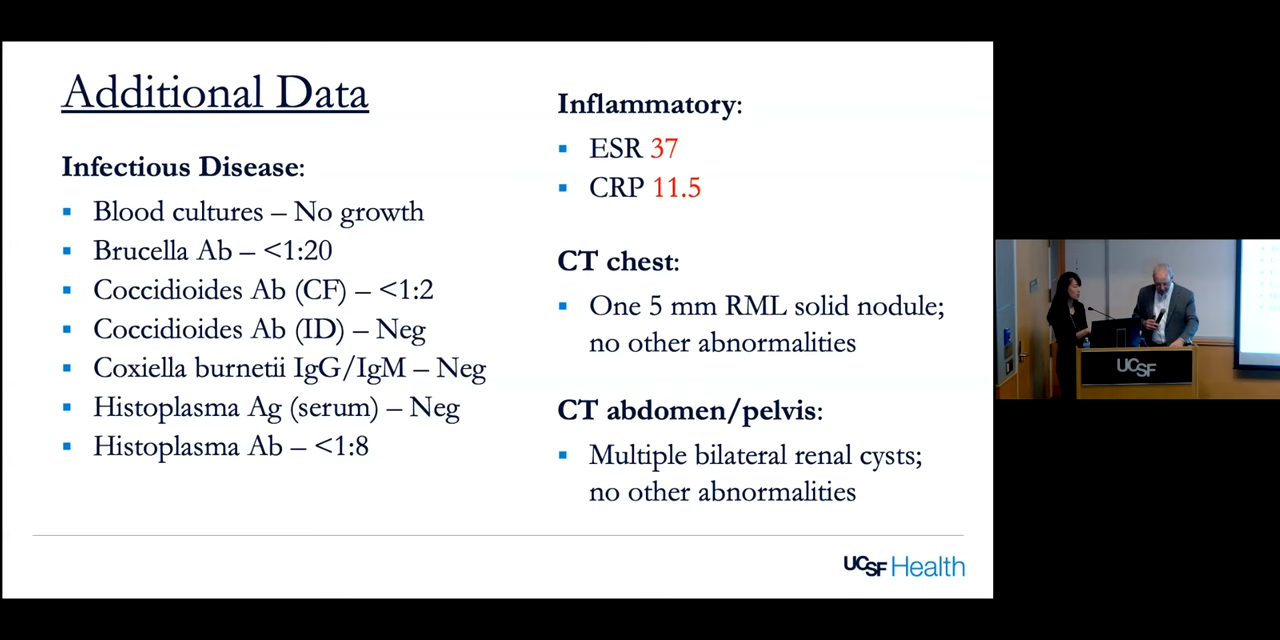 Additional Data
Infectious Disease:
▪ Blood cultures – No growth
▪ Brucella Ab – <1:20
▪ Coccidioides Ab (CF) – <1:2
▪ Coccidioides Ab (ID) – Neg
▪ Coxiella burnetii IgG/IgM – Neg
▪ Histoplasma Ag (serum) – Neg
▪ Histoplasma Ab – <1:8
Inflammatory:
▪ ESR 37
▪ CRP 11.5
CT chest:
▪ One 5 mm RML solid nodule;
no other abnormalities
CT abdomen/pelvis:
▪ Multiple bilateral renal cysts;
no other abnormalities
UCSF Health
UCSF